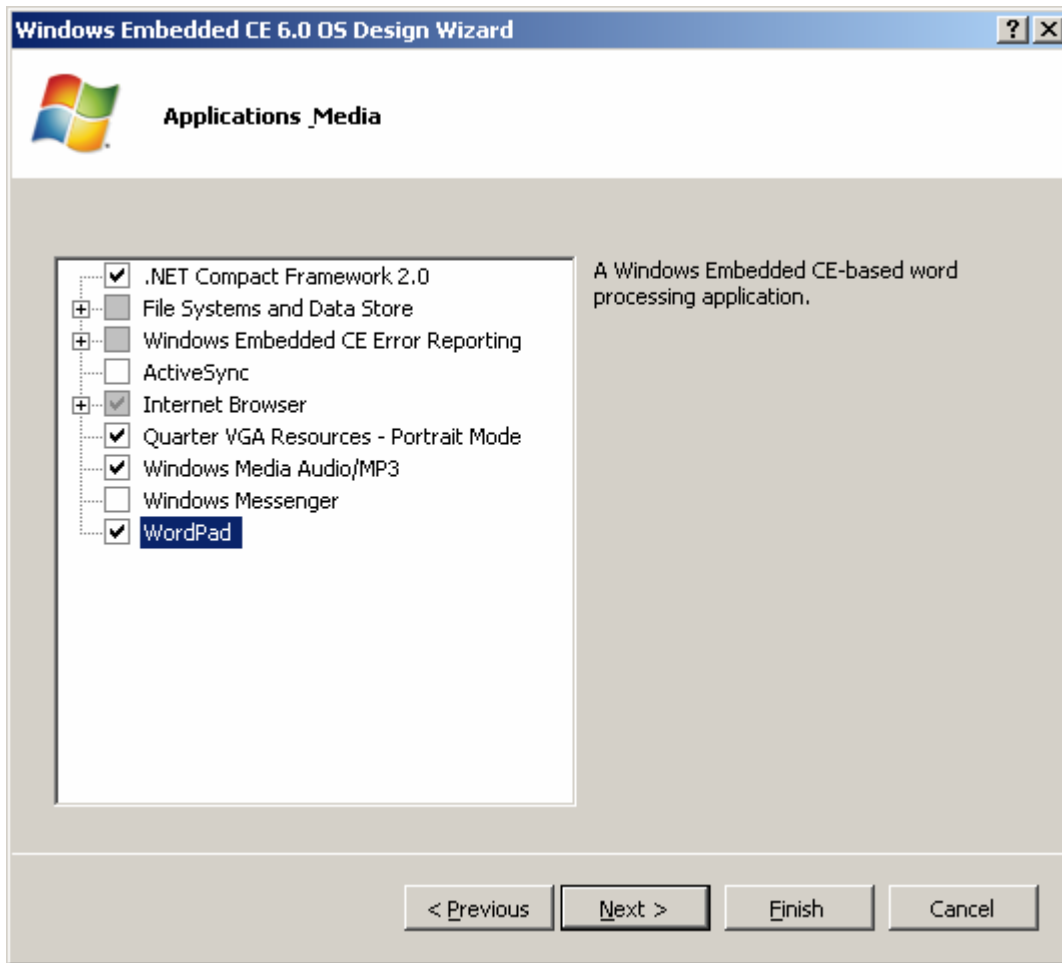 Windows Embedded CE 6.0 OS Design Wizard
Applications _Media
.NET Compact Framework 2.0
File Systems and Data Store
Windows Embedded CE Error Reporting
ActiveSync
Internet Browser
Quarter VGA Resources - Portrait Mode
Windows Media Audio/MP3
Windows Messenger
WordPad
A Windows Embedded CE-based word
processing application.
< Previous
Next >
Finish
Cancel